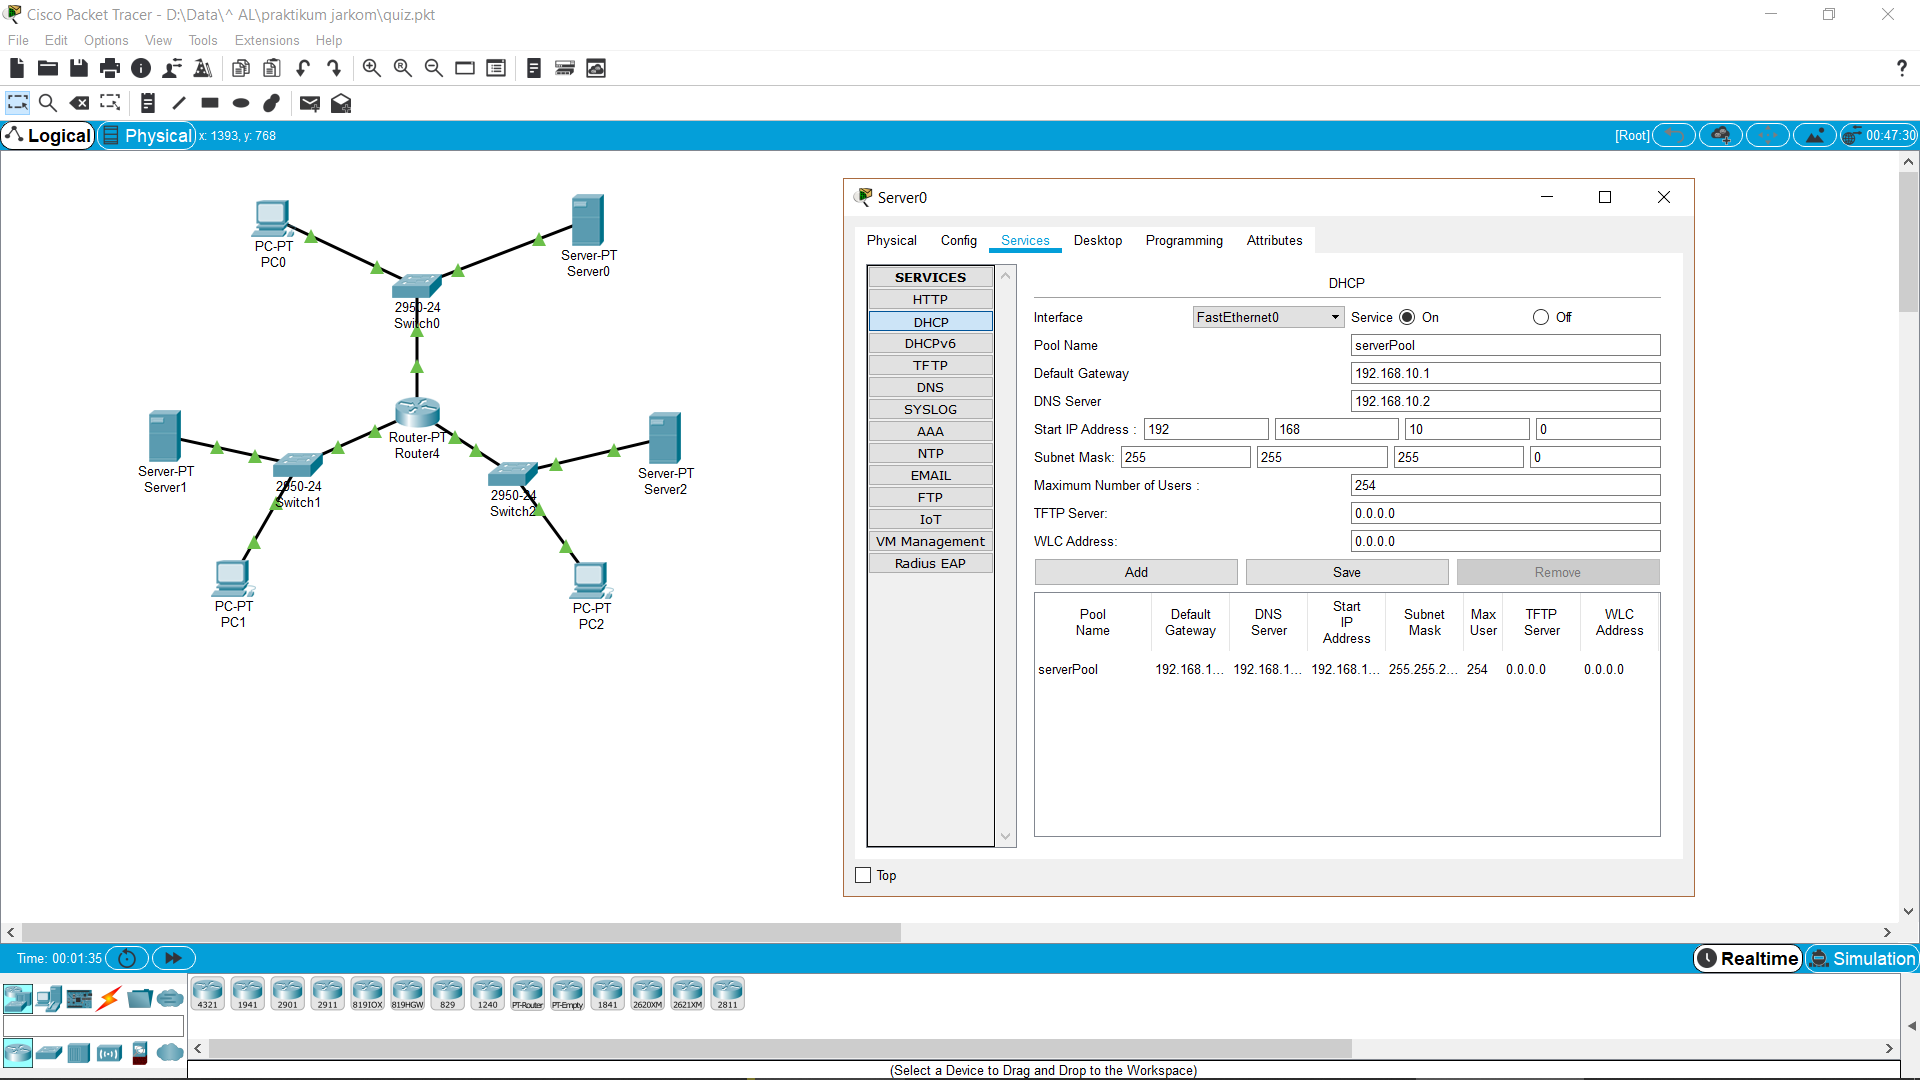 Cisco Packet Tracer - D:\Data\^ AL\praktikum jarkom\quiz.pkt
File Edit Options View Tools Extensions Help
Logical Physical x: 1393, y: 768 [Root] 00:47:30
PC-PT
PC0
Server-PT
Server0
2950-24
Switch0
Router-PT
Router4
Server-PT
Server1
2950-24
Switch1
2950-24
Switch2
Server-PT
Server2
PC-PT
PC1
PC-PT
PC2
Server0
Physical Config Services Desktop Programming Attributes
SERVICES
HTTP
DHCP
DHCPv6
TFTP
DNS
SYSLOG
AAA
NTP
EMAIL
FTP
IoT
VM Management
Radius EAP
DHCP
Interface FastEthernet0 Service On Off
Pool Name serverPool
Default Gateway 192.168.10.1
DNS Server 192.168.10.2
Start IP Address : 192 168 10 0
Subnet Mask: 255 255 255 0
Maximum Number of Users : 254
TFTP Server: 0.0.0.0
WLC Address: 0.0.0.0
Add Save Remove
Pool Name Default Gateway DNS Server Start IP Address Subnet Mask Max User TFTP Server WLC Address
serverPool 192.168.1... 192.168.1... 192.168.1... 255.255.2... 254 0.0.0.0 0.0.0.0
Top
Time: 00:01:35 Realtime Simulation
4321 1941 2901 2911 819IOX 819HGW 829 1240 PT-Router PT-Empty 1841 2620XM 2621XM 2811
(Select a Device to Drag and Drop to the Workspace)